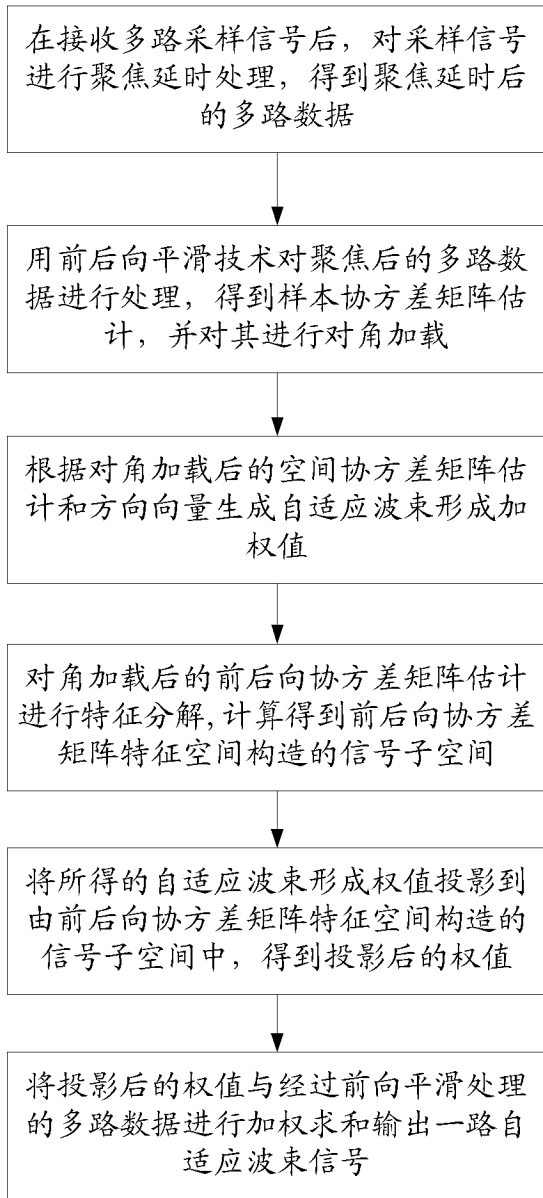 在接收多路采样信号后，对采样信号
进行聚焦延时处理，得到聚焦延时后
的多路数据
用前后向平滑技术对聚焦后的多路数
据进行处理，得到样本协方差矩阵估
计，并对其进行对角加载
根据对角加载后的空间协方差矩阵估
计和方向向量生成自适应波束形成加
权值
对角加载后的前后向协方差矩阵估计
进行特征分解,计算得到前后向协方差
矩阵特征空间构造的信号子空间
将所得的自适应波束形成权值投影到
由前后向协方差矩阵特征空间构造的
信号子空间中，得到投影后的权值
将投影后的权值与经过前向平滑处理
的多路数据进行加权求和输出一路自
适应波束信号